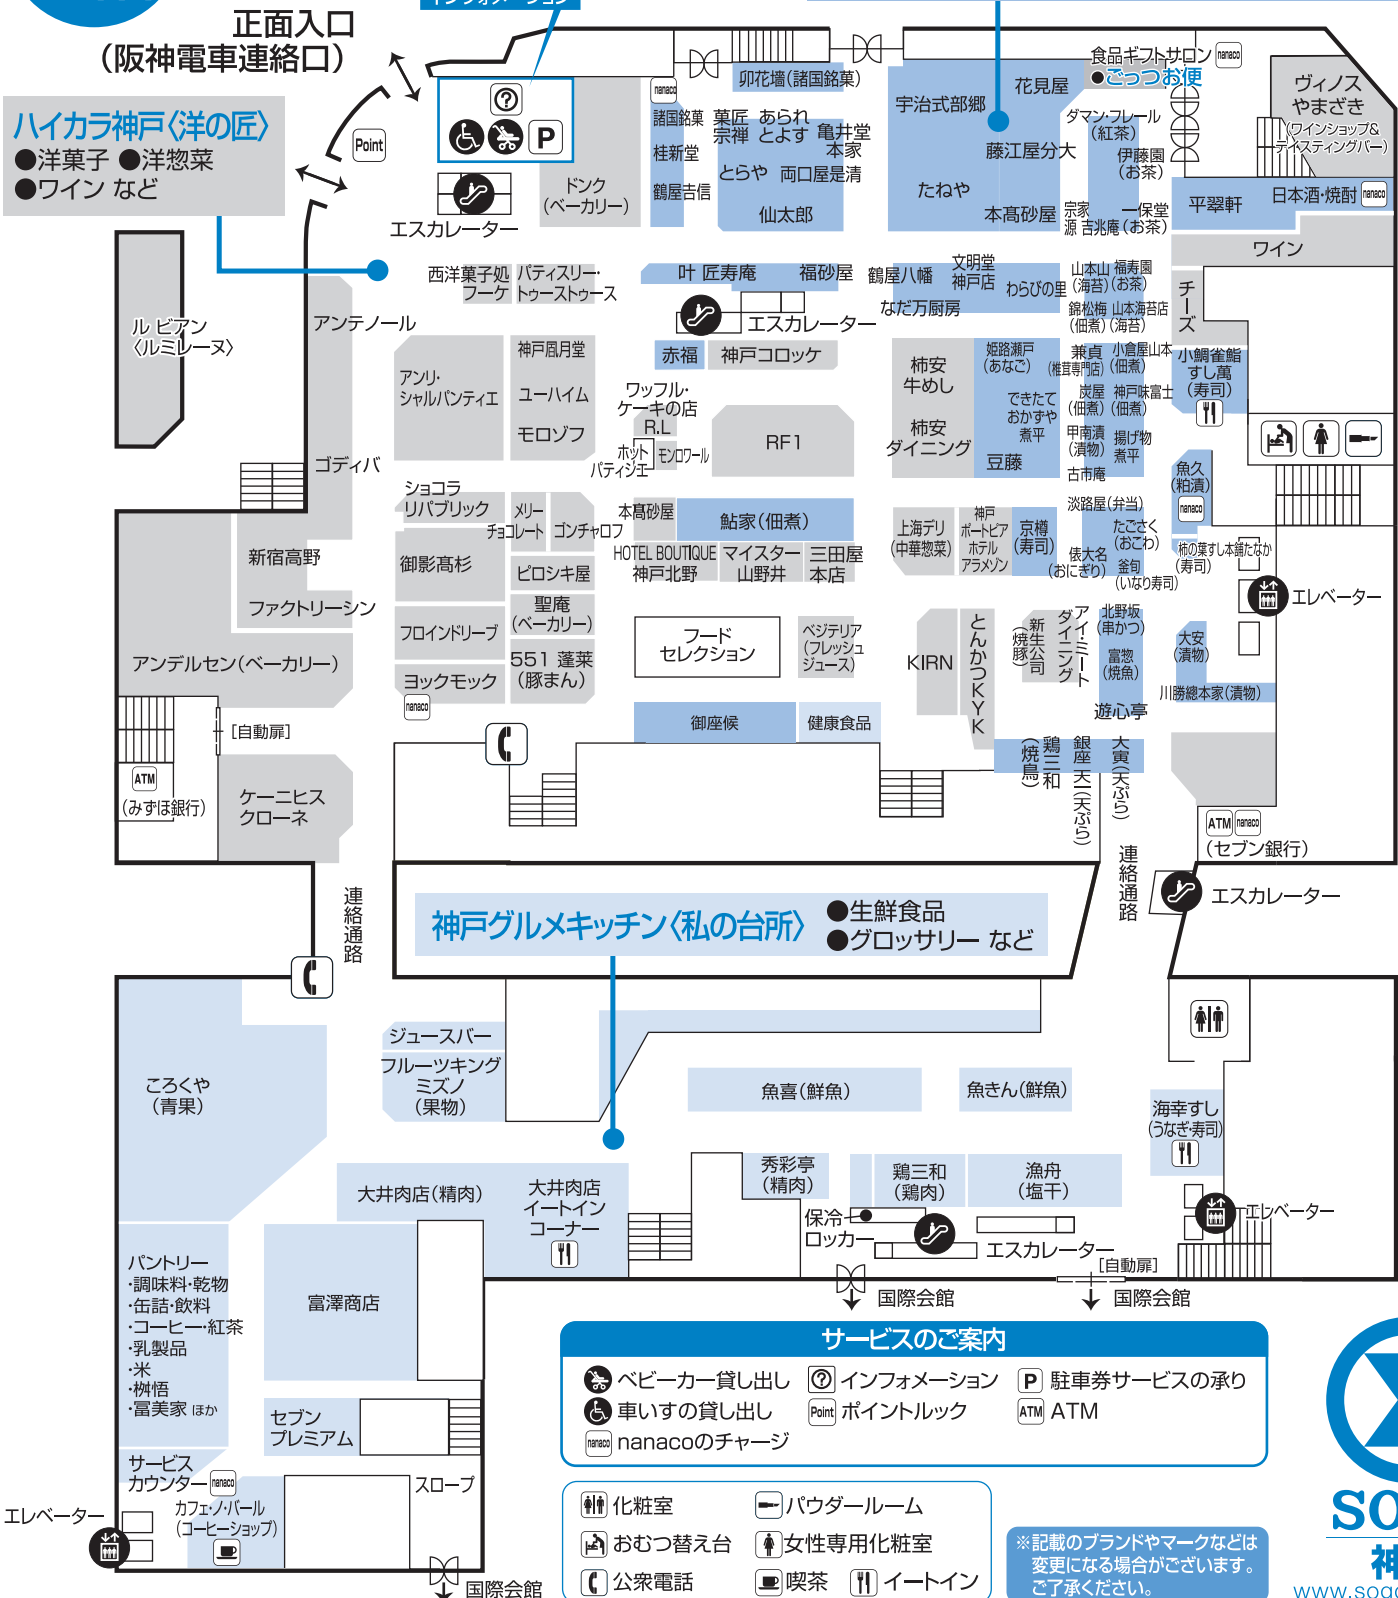 インフォメーション
正面入口
(阪神電車連絡口)
ハイカラ神戸〈洋の匠〉
●洋菓子 ●洋惣菜
●ワイン など
Point
P
エスカレーター
ドンク
(ベーカリー)
nanaco
諸国銘菓
桂新堂
鶴屋吉信
卯花墻(諸国銘菓)
菓匠
宗禅
あられ
とよす
亀井堂
本家
とらや
両口屋是清
仙太郎
宇治式部郷
花見屋
藤江屋分大
たねや
本髙砂屋
食品ギフトサロン
nanaco
●ごっつお便
ダマン・フレール
(紅茶)
伊藤園
(お茶)
宗家
源 吉兆庵
一保堂
(お茶)
ヴィノス
やまざき
(ワインショップ&
テイスティングバー)
平翠軒
日本酒・焼酎
nanaco
ワイン
チーズ
西洋菓子処
フーケ
パティスリー・
トゥーストゥース
叶 匠寿庵
福砂屋
エスカレーター
鶴屋八幡
文明堂
神戸店
わらびの里
なだ万厨房
山本山
(海苔)
福寿園
(お茶)
錦松梅
(佃煮)
山本海苔店
(海苔)
ル ビアン
〈ルミレーヌ〉
アンテノール
アンリ・
シャルパンティエ
神戸凮月堂
ユーハイム
モロゾフ
赤福
神戸コロッケ
ワッフル・
ケーキの店
R.L
ホット
パティジエ
モンロワール
RF1
柿安
牛めし
柿安
ダイニング
姫路瀬戸
(あなご)
できたて
おかずや
煮平
豆藤
兼貞
(椎茸専門店)
小倉屋山本
(佃煮)
炭屋
(佃煮)
神戸味富士
(佃煮)
甲南漬
(漬物)
揚げ物
煮平
古市庵
小鯛雀鮨
すし萬
(寿司)
魚久
(粕漬)
nanaco
ゴディバ
ショコラ
リパブリック
メリー
チョコレート
ゴンチャロフ
本髙砂屋
鮎家(佃煮)
HOTEL BOUTIQUE
神戸北野
マイスター
山野井
三田屋
本店
上海デリ
(中華惣菜)
神戸
ポートピア
ホテル
アラメゾン
京樽
(寿司)
淡路屋(弁当)
たごさく
(おこわ)
俵大名
(おにぎり)
釜旬
(いなり寿司)
柿の葉すし本舗たなか
(寿司)
エレベーター
新宿高野
ファクトリーシン
アンデルセン(ベーカリー)
御影髙杉
ピロシキ屋
聖庵
(ベーカリー)
フロインドリーブ
551 蓬莱
(豚まん)
ヨックモック
nanaco
フード
セレクション
ベジテリア
(フレッシュ
ジュース)
KIRN
とんかつKYK
新生公司
(焼豚)
アイ・ミート
ダイニング
北野坂
(串かつ)
富惣
(焼魚)
遊心亭
大安
(漬物)
川勝總本家(漬物)
御座候
健康食品
鶏三和
(焼鳥)
銀座 天一(天ぷら)
大寅(天ぷら)
[自動扉]
ATM
(みずほ銀行)
ケーニヒス
クローネ
ATM
nanaco
(セブン銀行)
連絡通路
連絡通路
エスカレーター
神戸グルメキッチン〈私の台所〉
●生鮮食品
●グロッサリー など
ころくや
(青果)
ジュースバー
フルーツキング
ミズノ
(果物)
魚喜(鮮魚)
魚きん(鮮魚)
海幸すし
(うなぎ・寿司)
大井肉店(精肉)
大井肉店
イートイン
コーナー
秀彩亭
(精肉)
鶏三和
(鶏肉)
漁舟
(塩干)
保冷
ロッカー
エスカレーター
エレベーター
[自動扉]
国際会館
国際会館
パントリー
・調味料・乾物
・缶詰・飲料
・コーヒー・紅茶
・乳製品
・米
・桝悟
・冨美家 ほか
富澤商店
セブン
プレミアム
サービス
カウンター
nanaco
カフェ・ノ・バール
(コーヒーショップ)
スロープ
エレベーター
国際会館
サービスのご案内
ベビーカー貸し出し
インフォメーション
P 駐車券サービスの承り
車いすの貸し出し
Point ポイントルック
ATM ATM
nanaco nanacoのチャージ
化粧室
パウダールーム
おむつ替え台
女性専用化粧室
公衆電話
喫茶
イートイン
※記載のブランドやマークなどは
変更になる場合がございます。
ご了承ください。
SO
神
www.sogo